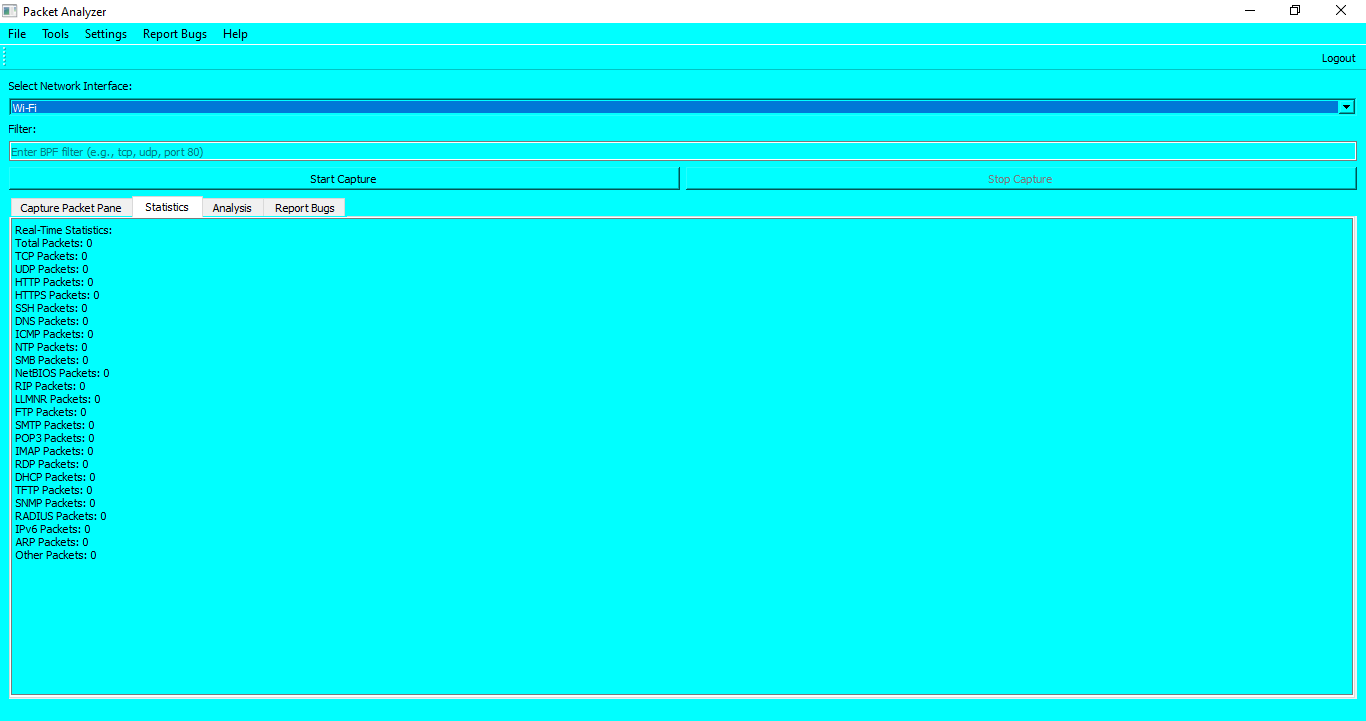 Packet Analyzer
File Tools Settings Report Bugs Help
Logout
Select Network Interface:
Wi-Fi
Filter:
Enter BPF filter (e.g., tcp, udp, port 80)
Start Capture Stop Capture
Capture Packet Pane Statistics Analysis Report Bugs
Real-Time Statistics:
Total Packets: 0
TCP Packets: 0
UDP Packets: 0
HTTP Packets: 0
HTTPS Packets: 0
SSH Packets: 0
DNS Packets: 0
ICMP Packets: 0
NTP Packets: 0
SMB Packets: 0
NetBIOS Packets: 0
RIP Packets: 0
LLMNR Packets: 0
FTP Packets: 0
SMTP Packets: 0
POP3 Packets: 0
IMAP Packets: 0
RDP Packets: 0
DHCP Packets: 0
TFTP Packets: 0
SNMP Packets: 0
RADIUS Packets: 0
IPv6 Packets: 0
ARP Packets: 0
Other Packets: 0